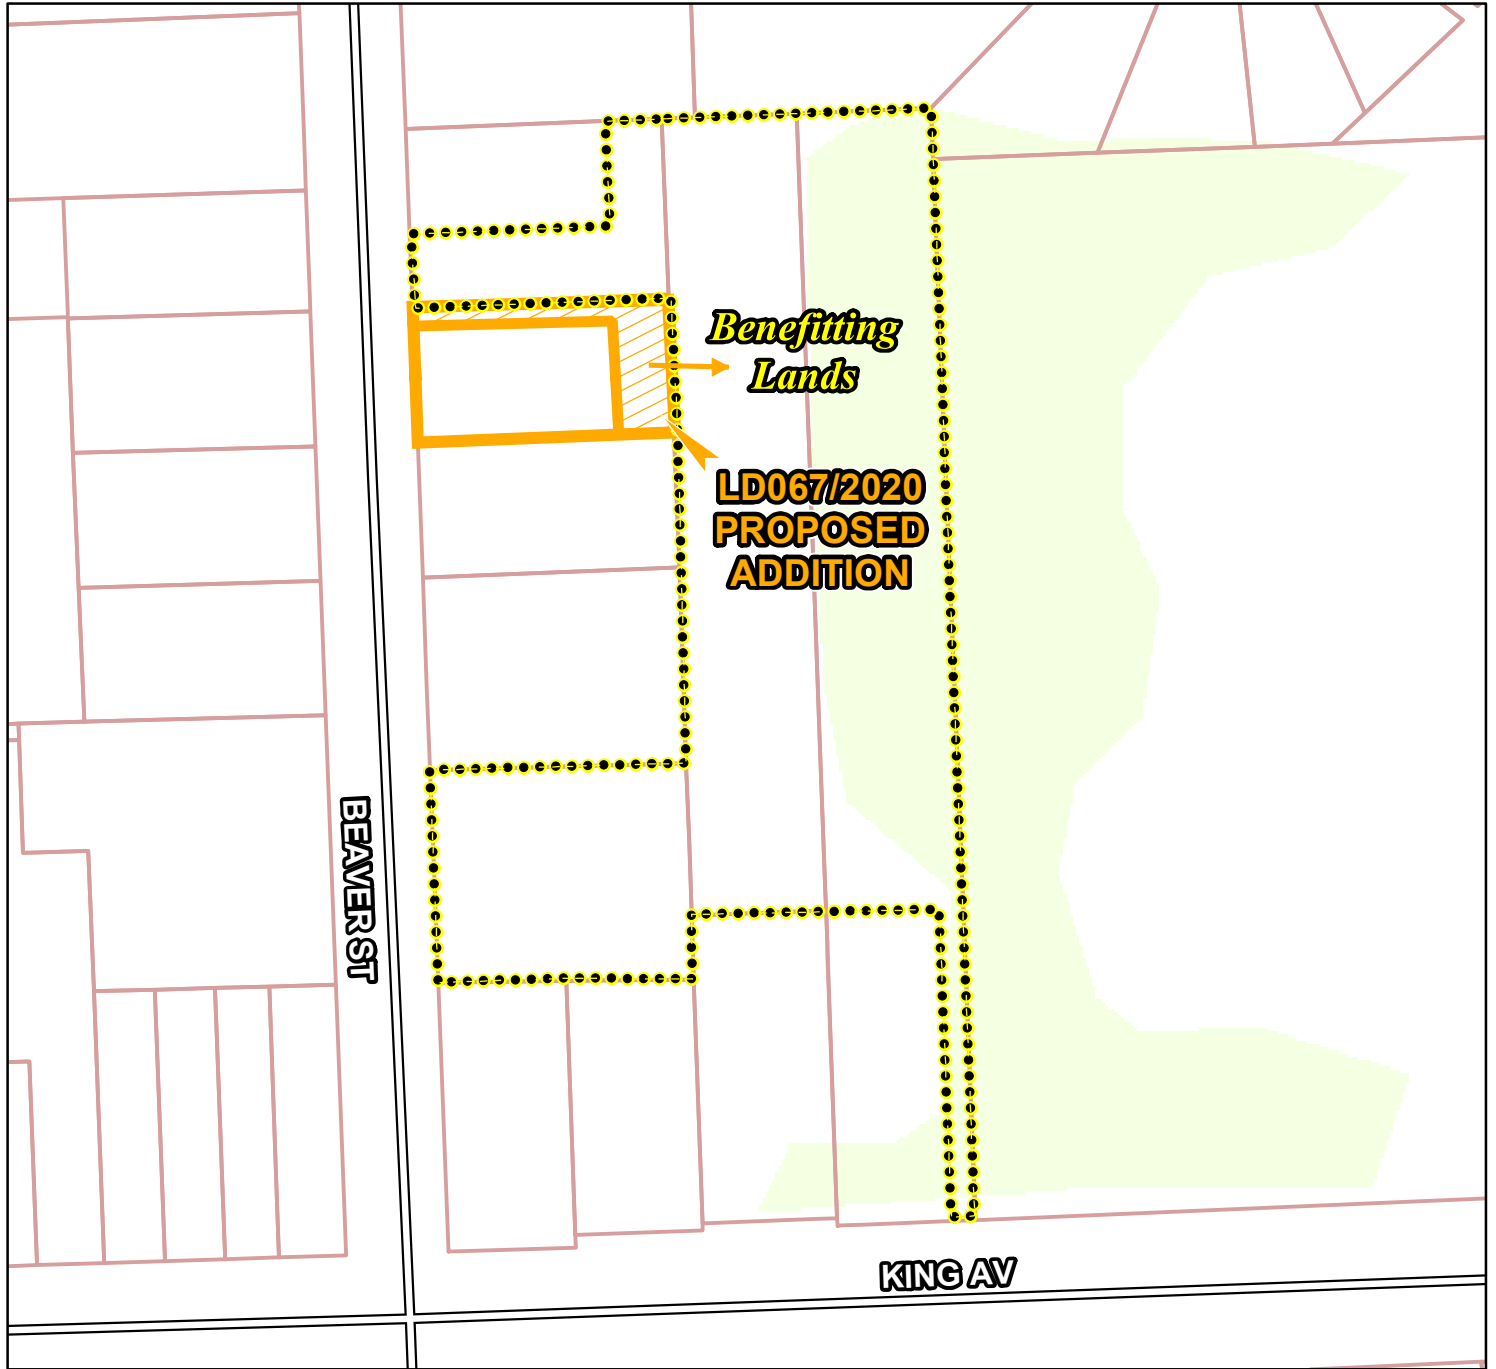 Benefitting
Lands
LD067/2020
PROPOSED
ADDITION
BEAVER ST
KING AV